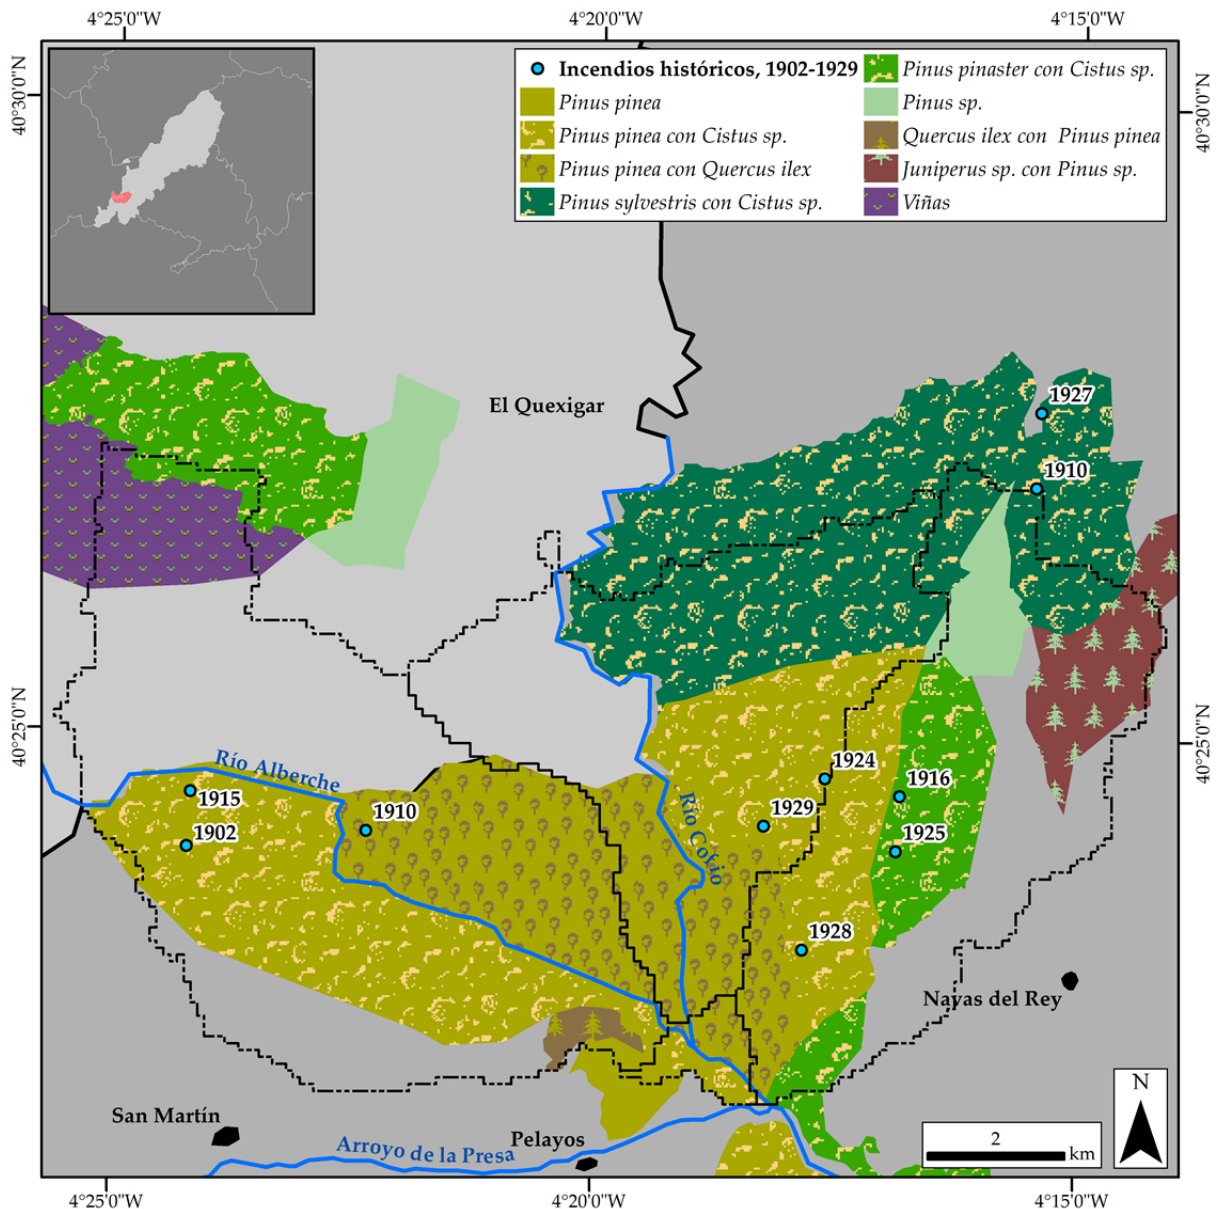 4°25'0"W
4°20'0"W
4°15'0"W
40°30'0"N
40°30'0"N
Incendios históricos, 1902-1929
Pinus pinea
Pinus pinea con Cistus sp.
Pinus pinea con Quercus ilex
Pinus sylvestris con Cistus sp.
Pinus pinaster con Cistus sp.
Pinus sp.
Quercus ilex con Pinus pinea
Juniperus sp. con Pinus sp.
Viñas
El Quexigar
1927
1910
40°25'0"N
40°25'0"N
Río Alberche
1915
1902
1910
Río Cofio
1924
1929
1916
1925
1928
Navas del Rey
San Martín
Arroyo de la Presa
Pelayos
N
2
km
4°25'0"W
4°20'0"W
4°15'0"W